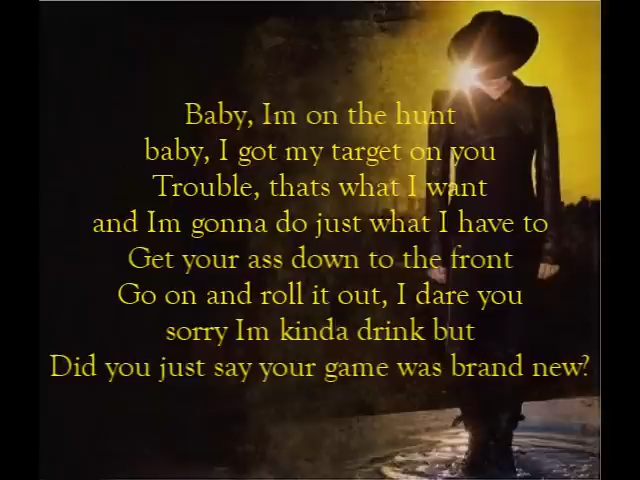 Baby, Im on the hunt
baby, I got my target on you
Trouble, thats what I want
and Im gonna do just what I have to
Get your ass down to the front
Go on and roll it out, I dare you
sorry Im kinda drink but
Did you just say your game was brand new?